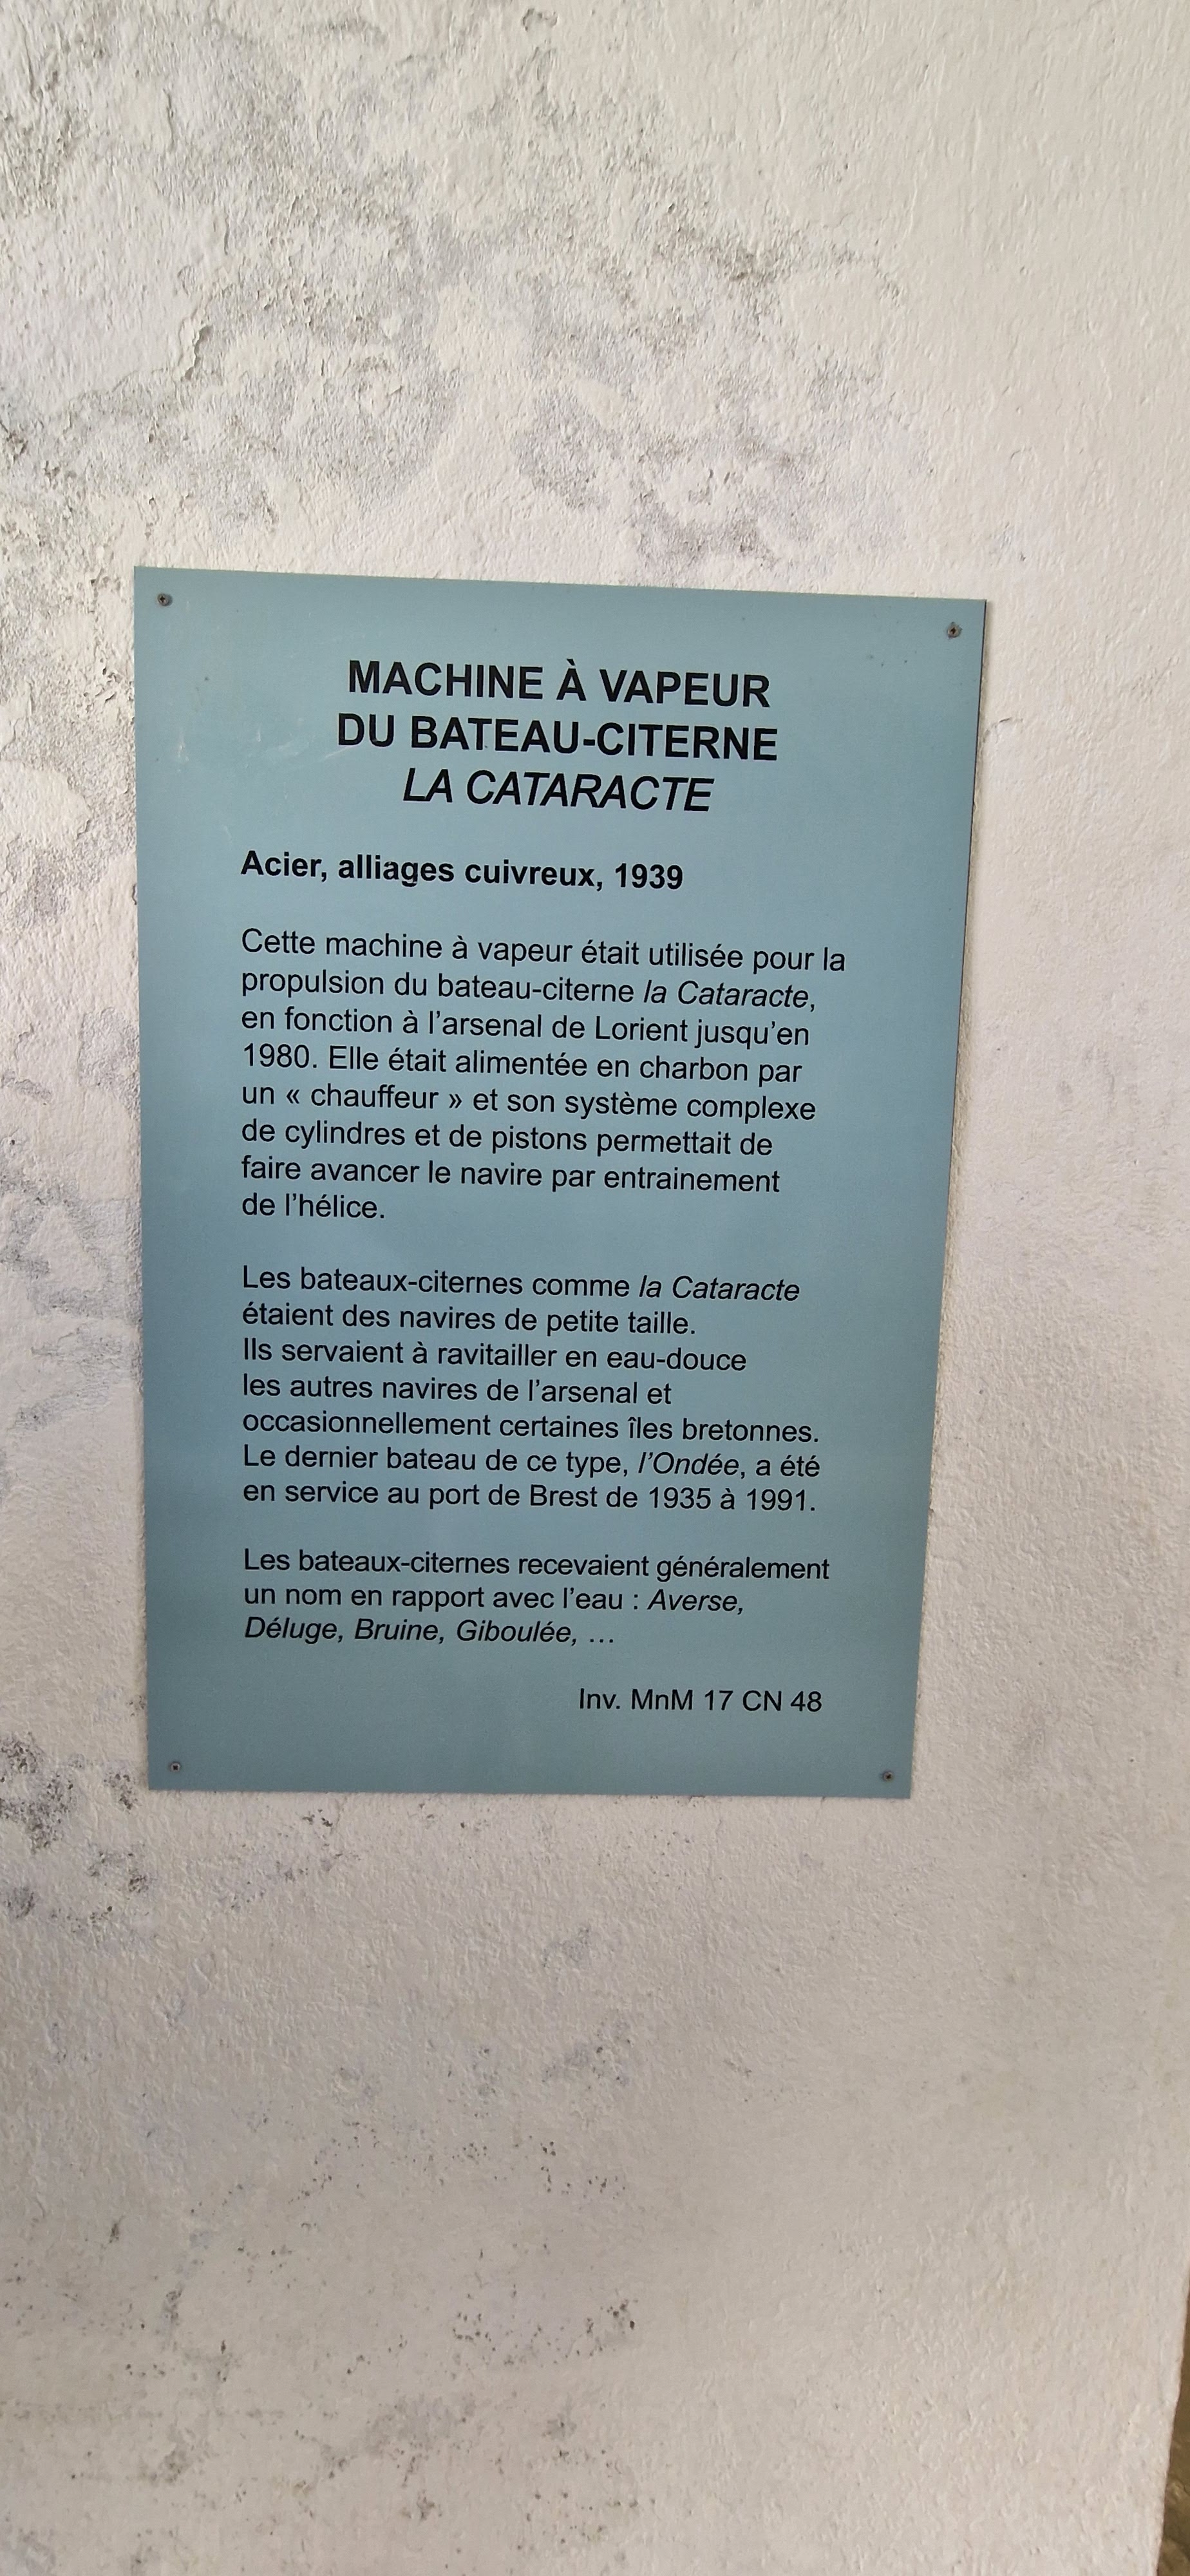 MACHINE À VAPEUR
DU BATEAU-CITERNE
LA CATARACTE
Acier, alliages cuivreux, 1939
Cette machine à vapeur était utilisée pour la
propulsion du bateau-citerne la Cataracte,
en fonction à l'arsenal de Lorient jusqu'en
1980. Elle était alimentée en charbon par
un « chauffeur » et son système complexe
de cylindres et de pistons permettait de
faire avancer le navire par entrainement
de l'hélice.
Les bateaux-citernes comme la Cataracte
étaient des navires de petite taille.
Ils servaient à ravitailler en eau-douce
les autres navires de l'arsenal et
occasionnellement certaines îles bretonnes.
Le dernier bateau de ce type, l'Ondée, a été
en service au port de Brest de 1935 à 1991.
Les bateaux-citernes recevaient généralement
un nom en rapport avec l'eau : Averse,
Déluge, Bruine, Giboulée, …
Inv. MnM 17 CN 48